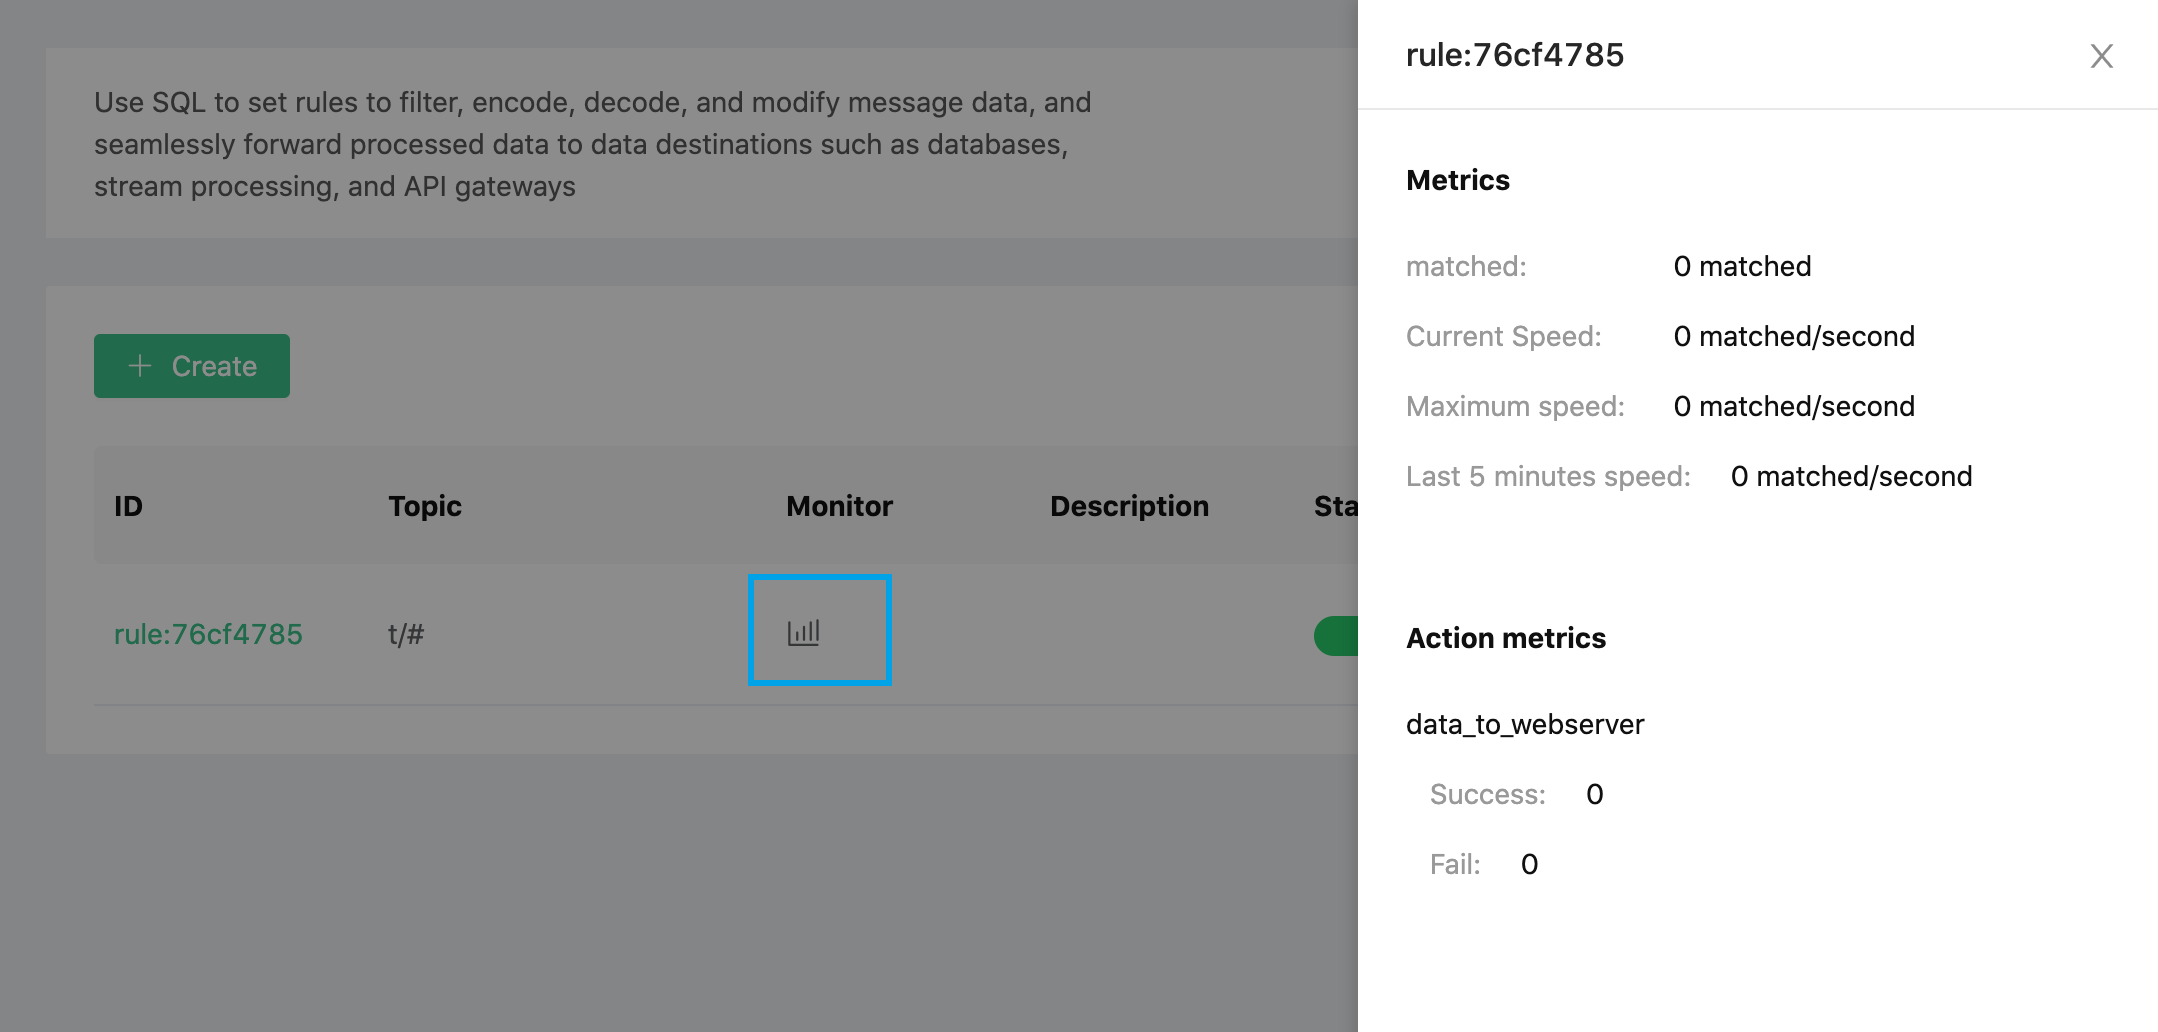 Use SQL to set rules to filter, encode, decode, and modify message data, and
seamlessly forward processed data to data destinations such as databases,
stream processing, and API gateways
+ Create
ID Topic Monitor Description Sta
rule:76cf4785 t/#
rule:76cf4785
Metrics
matched: 0 matched
Current Speed: 0 matched/second
Maximum speed: 0 matched/second
Last 5 minutes speed: 0 matched/second
Action metrics
data_to_webserver
Success: 0
Fail: 0